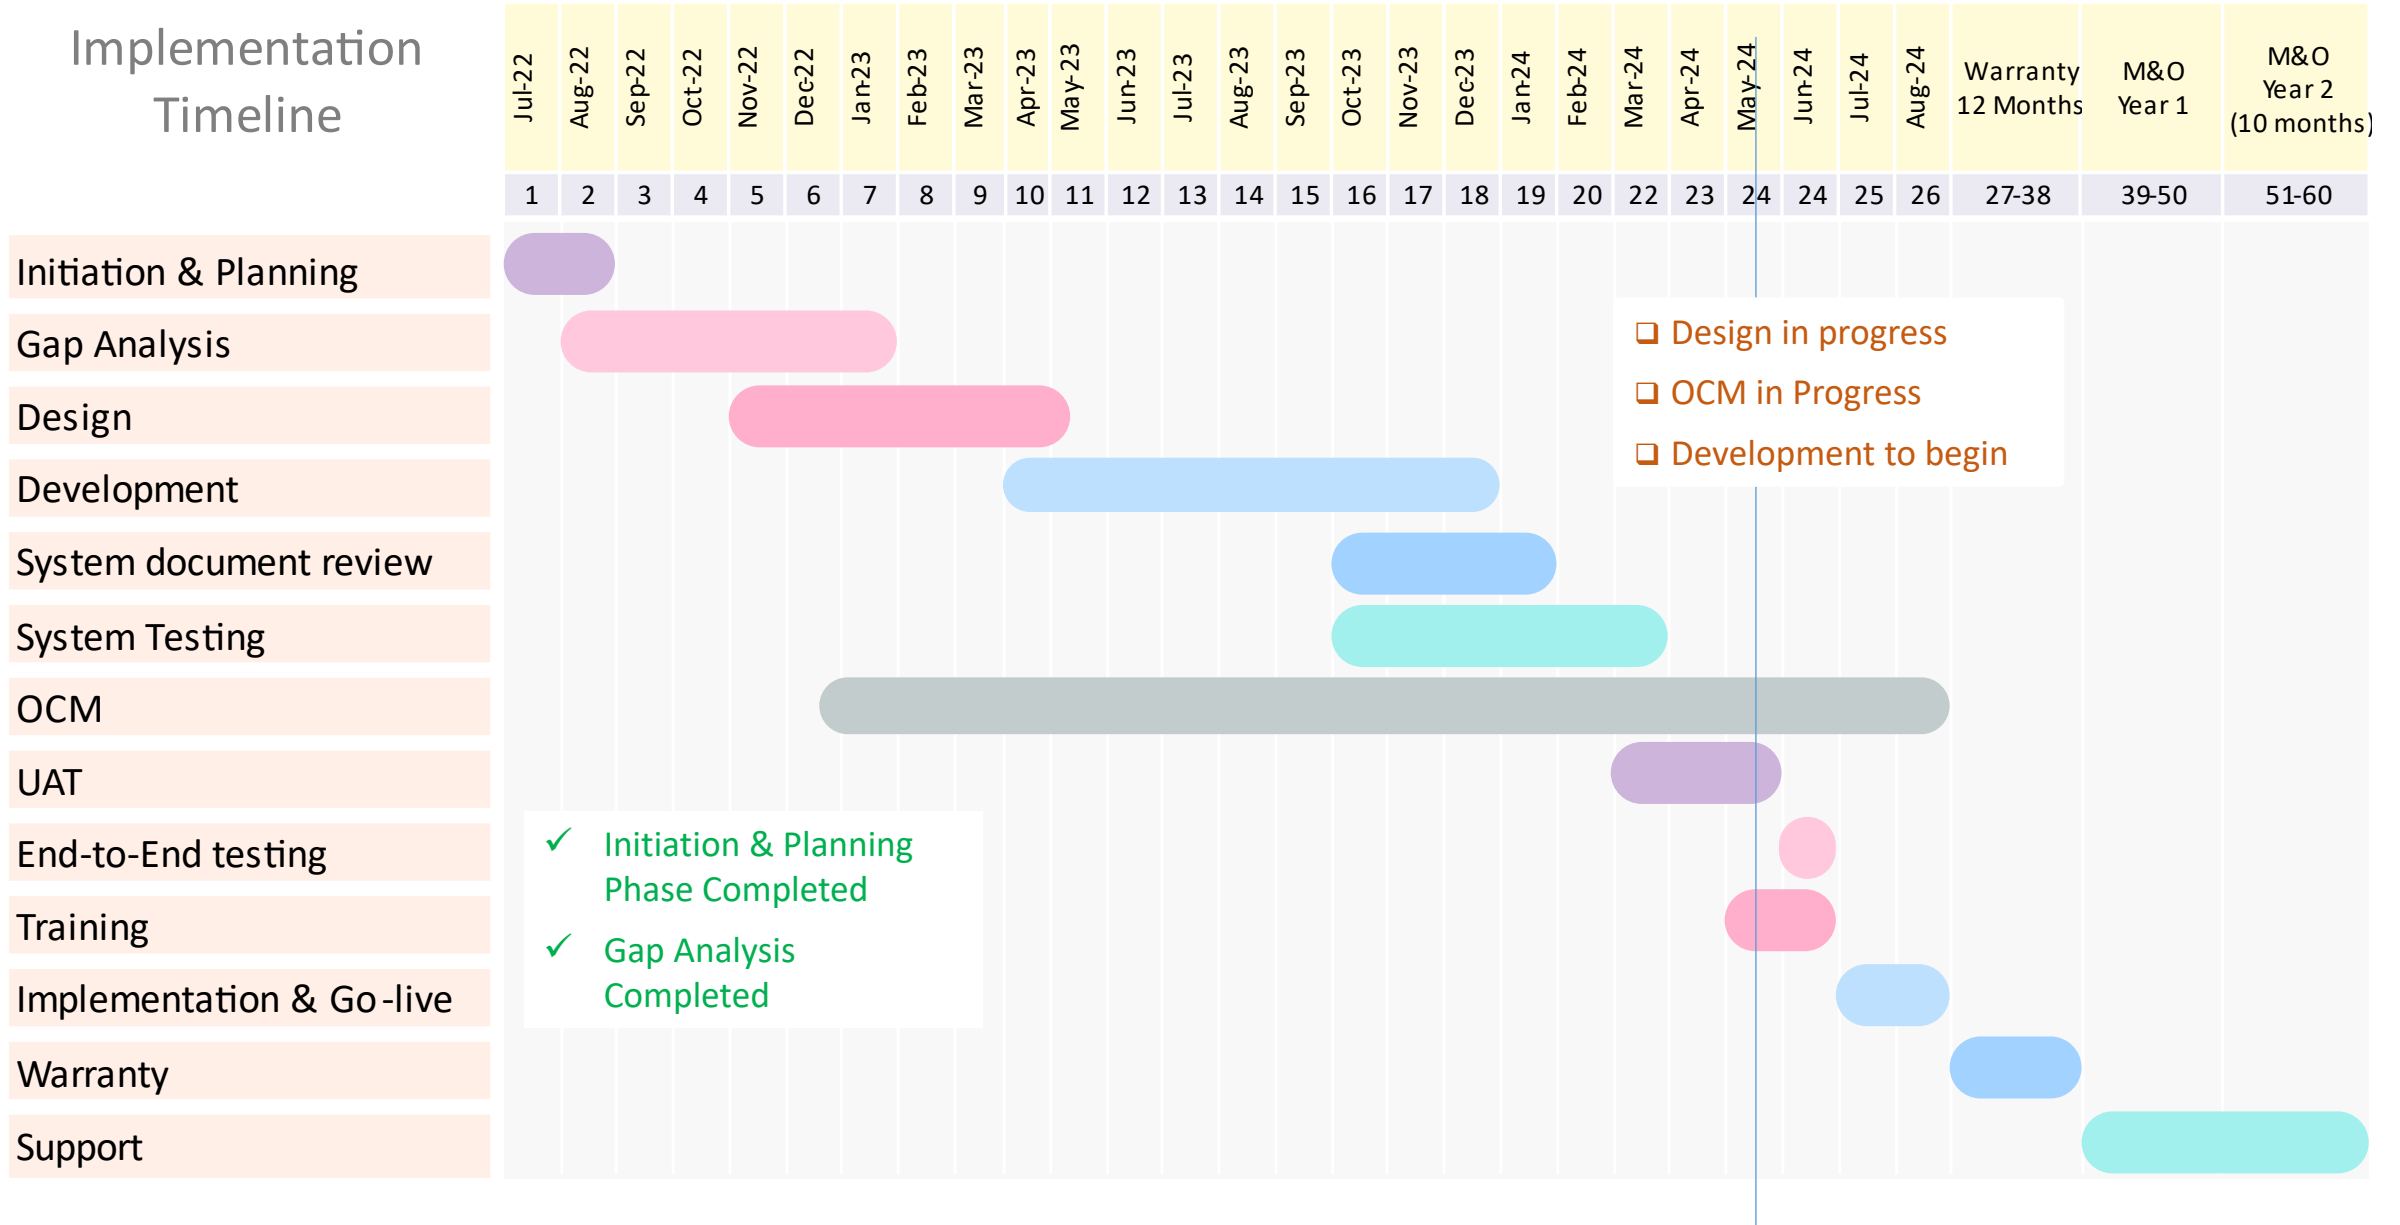 Implementation
Timeline
Jul-22 Aug-22 Sep-22 Oct-22 Nov-22 Dec-22 Jan-23 Feb-23 Mar-23 Apr-23 May-23 Jun-23 Jul-23 Aug-23 Sep-23 Oct-23 Nov-23 Dec-23 Jan-24 Feb-24 Mar-24 Apr-24 May-24 Jun-24 Jul-24 Aug-24
Warranty
12 Months
M&O
Year 1
M&O
Year 2
(10 months)
1 2 3 4 5 6 7 8 9 10 11 12 13 14 15 16 17 18 19 20 22 23 24 24 25 26 27-38 39-50 51-60
Initiation & Planning
Gap Analysis
Design
Development
System document review
System Testing
OCM
UAT
End-to-End testing
Training
Implementation & Go-live
Warranty
Support
❑ Design in progress
❑ OCM in Progress
❑ Development to begin
✓ Initiation & Planning
Phase Completed
✓ Gap Analysis
Completed